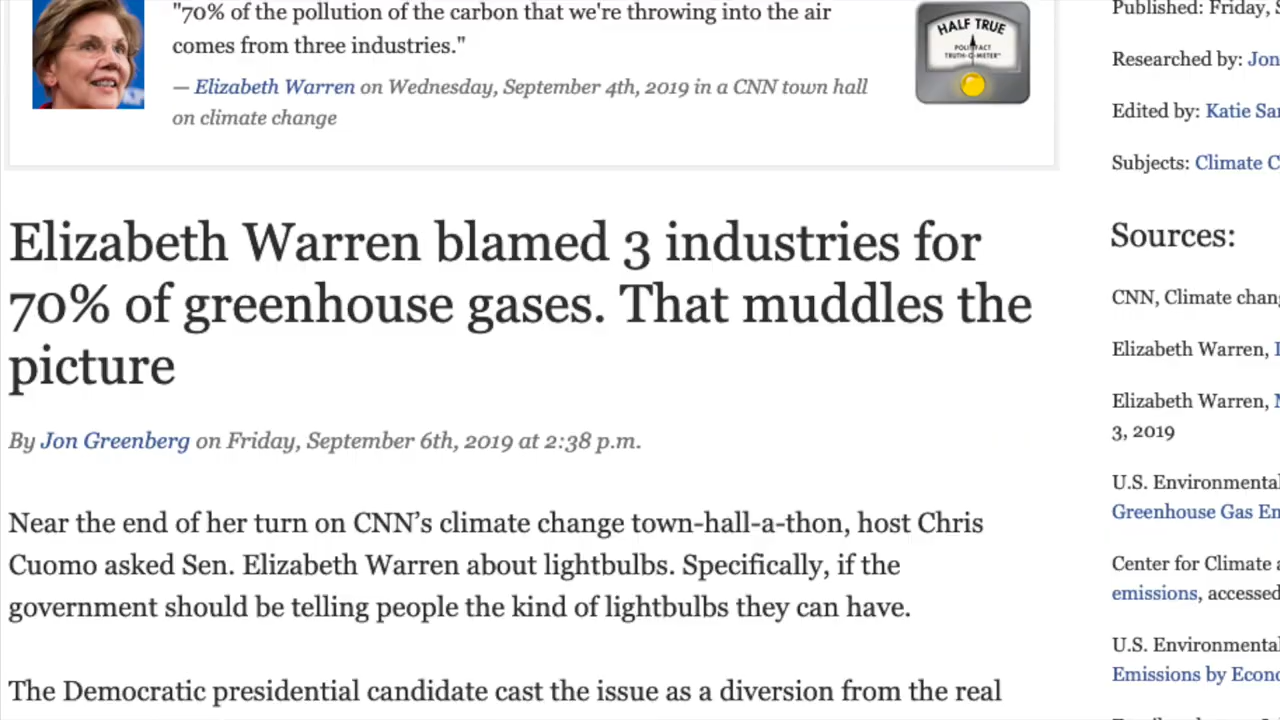 "70% of the pollution of the carbon that we're throwing into the air
comes from three industries."
— Elizabeth Warren on Wednesday, September 4th, 2019 in a CNN town hall
on climate change
HALF TRUE
POLITIFACT
TRUTH-O-METER™
Elizabeth Warren blamed 3 industries for
70% of greenhouse gases. That muddles the
picture
By Jon Greenberg on Friday, September 6th, 2019 at 2:38 p.m.
Near the end of her turn on CNN’s climate change town-hall-a-thon, host Chris
Cuomo asked Sen. Elizabeth Warren about lightbulbs. Specifically, if the
government should be telling people the kind of lightbulbs they can have.
The Democratic presidential candidate cast the issue as a diversion from the real
Published: Friday,
Researched by: Jon
Edited by: Katie
Subjects: Climate
Sources:
CNN, Climate
Elizabeth Warren,
Elizabeth Warren,
3, 2019
U.S.
Greenhouse Gas
Center for Climate
emissions, accessed
U.S.
Emissions by